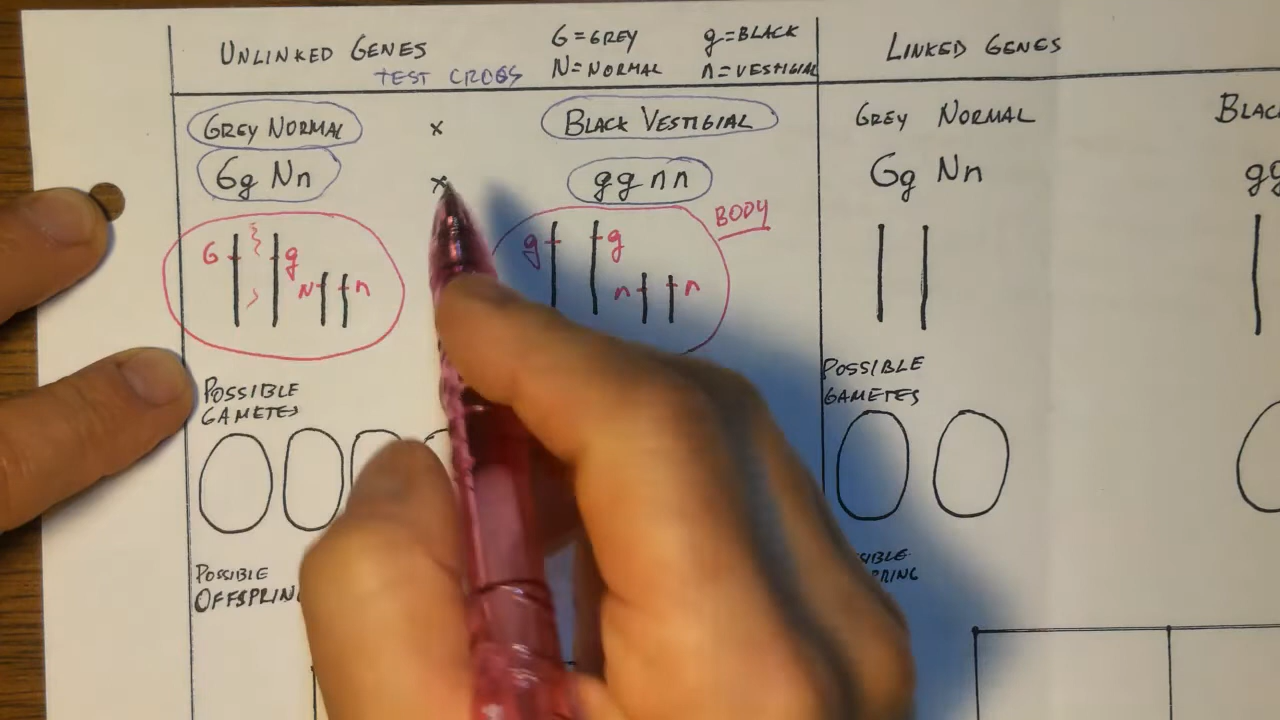 UNLINKED GENES
TEST CROSS
G=GREY g=BLACK
N=NORMAL n=VESTIGIAL
LINKED GENES
GREY NORMAL x BLACK VESTIGIAL
Gg Nn x gg nn
BODY
G g N n
g g n n
POSSIBLE
GAMETES
POSSIBLE
OFFSPRING
GREY NORMAL
Gg Nn
POSSIBLE
GAMETES